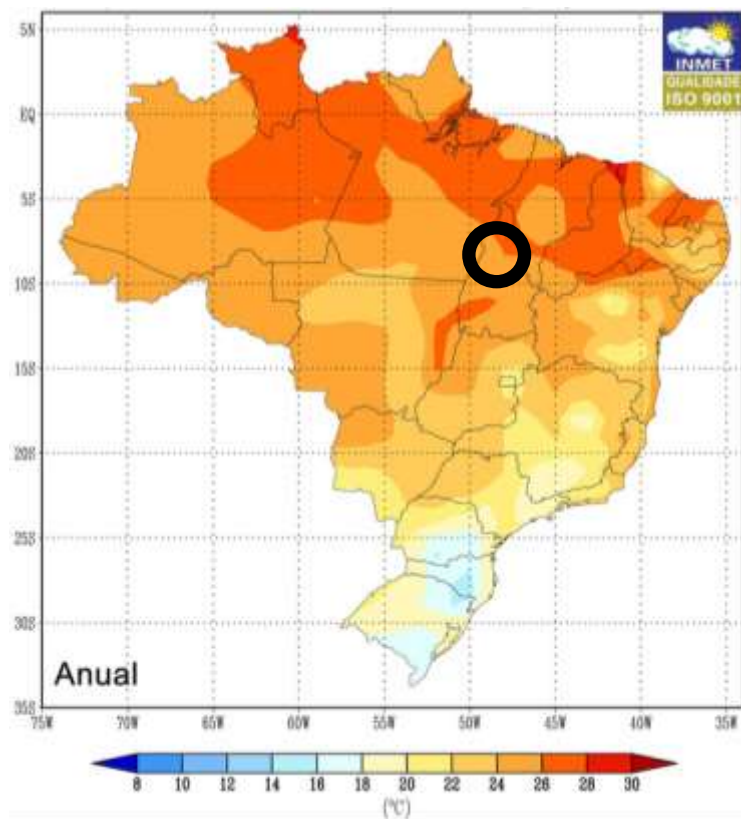 INMET
QUALIDADE
ISO 9001
5N
EQ
5S
10S
15S
20S
25S
30S
35S
Anual
75W 70W 65W 60W 55W 50W 45W 40W 35W
8 10 12 14 16 18 20 22 24 26 28 30
(°C)